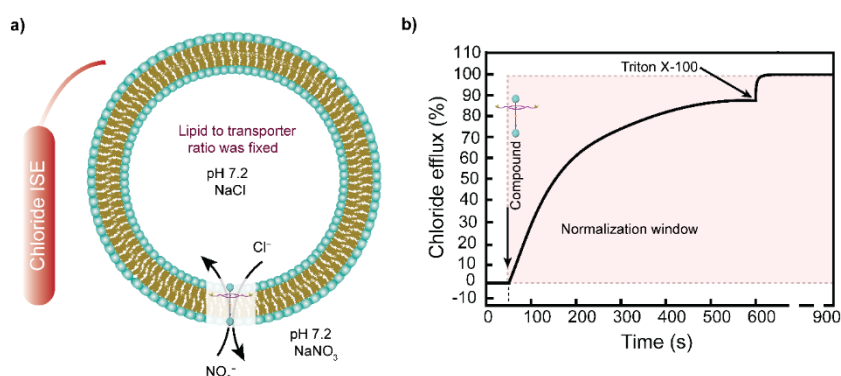 a)
Chloride ISE
Lipid to transporter
ratio was fixed
pH 7.2
NaCl
Cl⁻
pH 7.2
NaNO₃
NO₃⁻
b)
Chloride efflux (%)
110
100
90
80
70
60
50
40
30
20
10
0
-10
Triton X-100
Compound
Normalization window
0 100 200 300 400 500 600 900
Time (s)